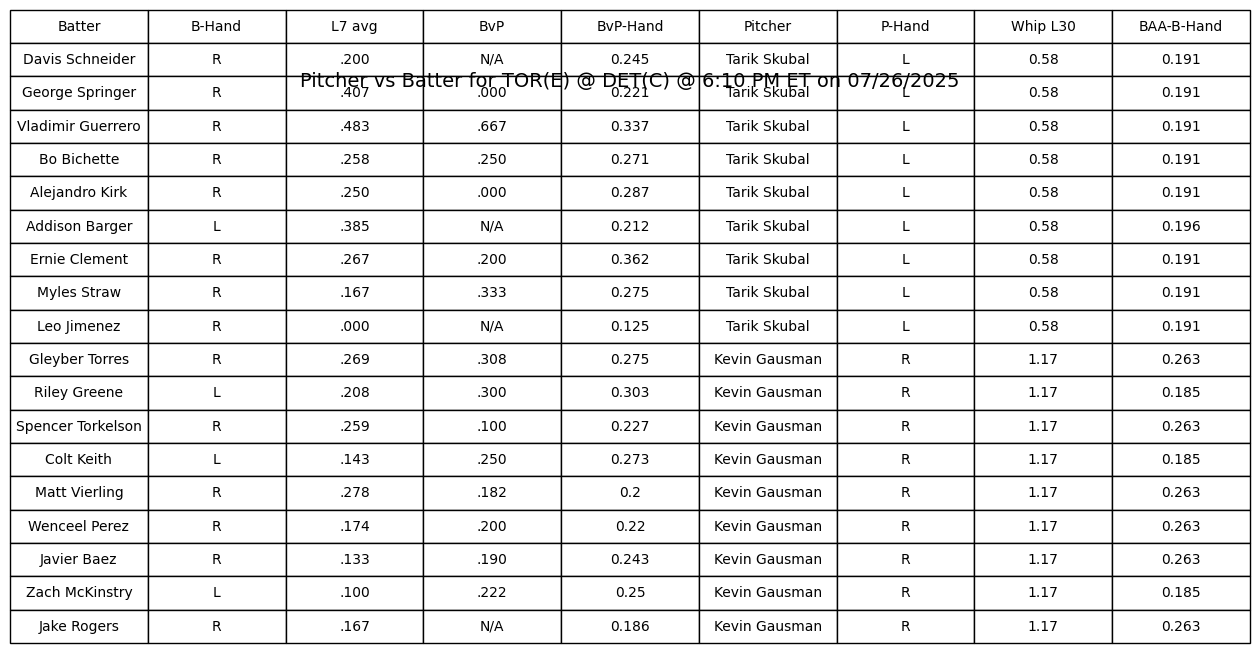 Batter B-Hand L7 avg BvP BvP-Hand Pitcher P-Hand Whip L30 BAA-B-Hand
Davis Schneider R .200 N/A 0.245 Tarik Skubal L 0.58 0.191
Pitcher vs Batter for TOR(E) @ DET(C) @ 6:10 PM ET on 07/26/2025
George Springer R .407 .000 0.221 Tarik Skubal L 0.58 0.191
Vladimir Guerrero R .483 .667 0.337 Tarik Skubal L 0.58 0.191
Bo Bichette R .258 .250 0.271 Tarik Skubal L 0.58 0.191
Alejandro Kirk R .250 .000 0.287 Tarik Skubal L 0.58 0.191
Addison Barger L .385 N/A 0.212 Tarik Skubal L 0.58 0.196
Ernie Clement R .267 .200 0.362 Tarik Skubal L 0.58 0.191
Myles Straw R .167 .333 0.275 Tarik Skubal L 0.58 0.191
Leo Jimenez R .000 N/A 0.125 Tarik Skubal L 0.58 0.191
Gleyber Torres R .269 .308 0.275 Kevin Gausman R 1.17 0.263
Riley Greene L .208 .300 0.303 Kevin Gausman R 1.17 0.185
Spencer Torkelson R .259 .100 0.227 Kevin Gausman R 1.17 0.263
Colt Keith L .143 .250 0.273 Kevin Gausman R 1.17 0.185
Matt Vierling R .278 .182 0.2 Kevin Gausman R 1.17 0.263
Wenceel Perez R .174 .200 0.22 Kevin Gausman R 1.17 0.263
Javier Baez R .133 .190 0.243 Kevin Gausman R 1.17 0.263
Zach McKinstry L .100 .222 0.25 Kevin Gausman R 1.17 0.185
Jake Rogers R .167 N/A 0.186 Kevin Gausman R 1.17 0.263